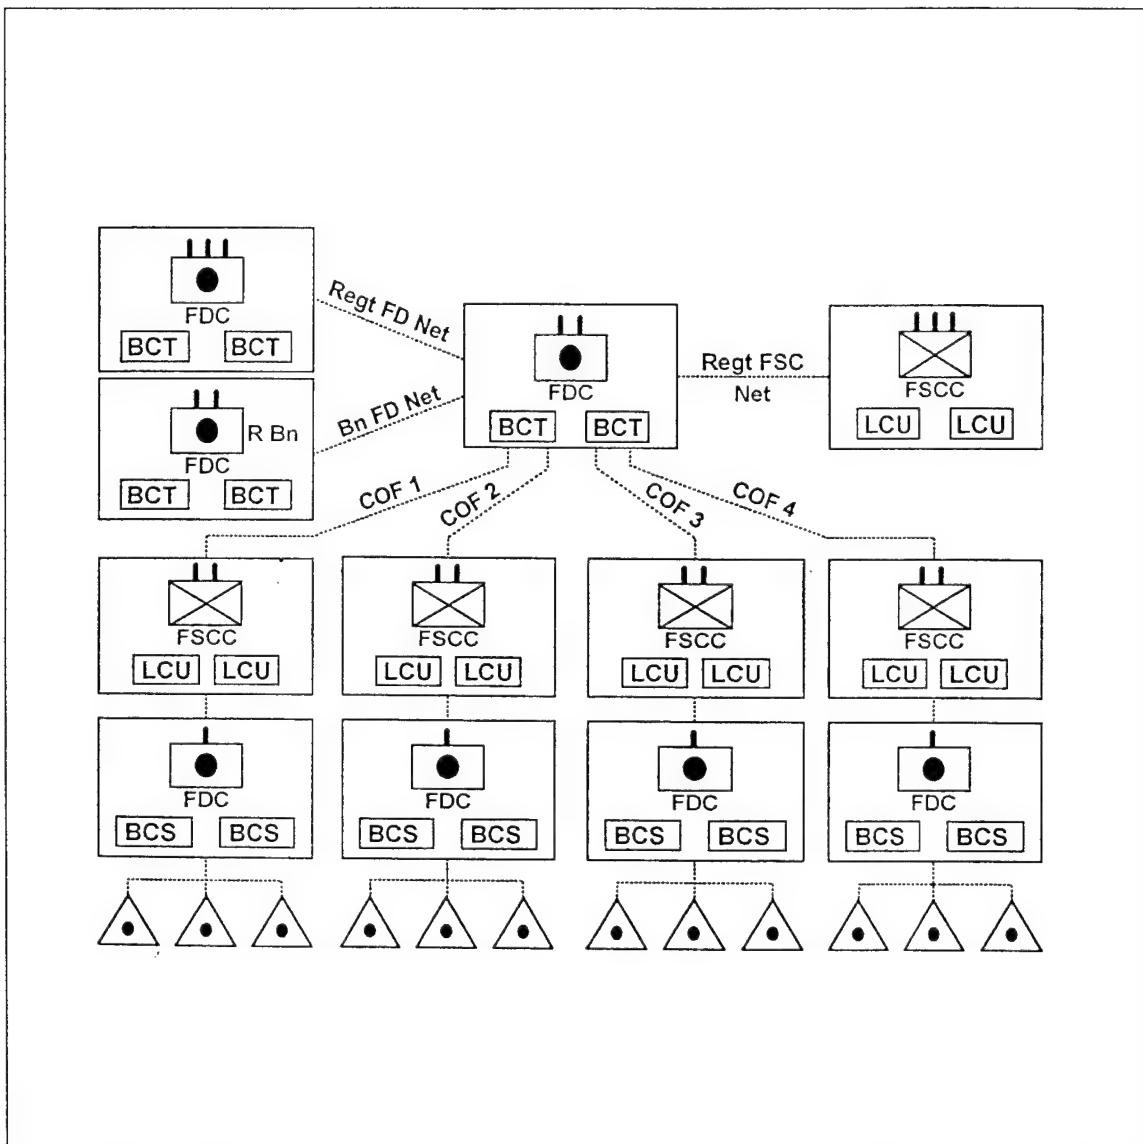 FDC
BCT BCT
Regt FD Net
FDC
BCT BCT
Regt FSC
Net
FSCC
LCU LCU
R Bn
FDC
BCT BCT
Bn FD Net
COF 1
COF 2
COF 3
COF 4
FSCC
LCU LCU
FSCC
LCU LCU
FSCC
LCU LCU
FSCC
LCU LCU
FDC
BCS BCS
FDC
BCS BCS
FDC
BCS BCS
FDC
BCS BCS